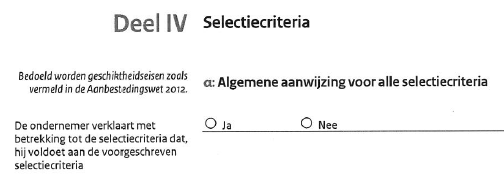 Deel IV Selectiecriteria
Bedoeld worden geschiktheidseisen zoals
vermeld in de Aanbestedingswet 2012.
α: Algemene aanwijzing voor alle selectiecriteria
De ondernemer verklaart met
betrekking tot de selectiecriteria dat,
hij voldoet aan de voorgeschreven
selectiecriteria
Ja Nee